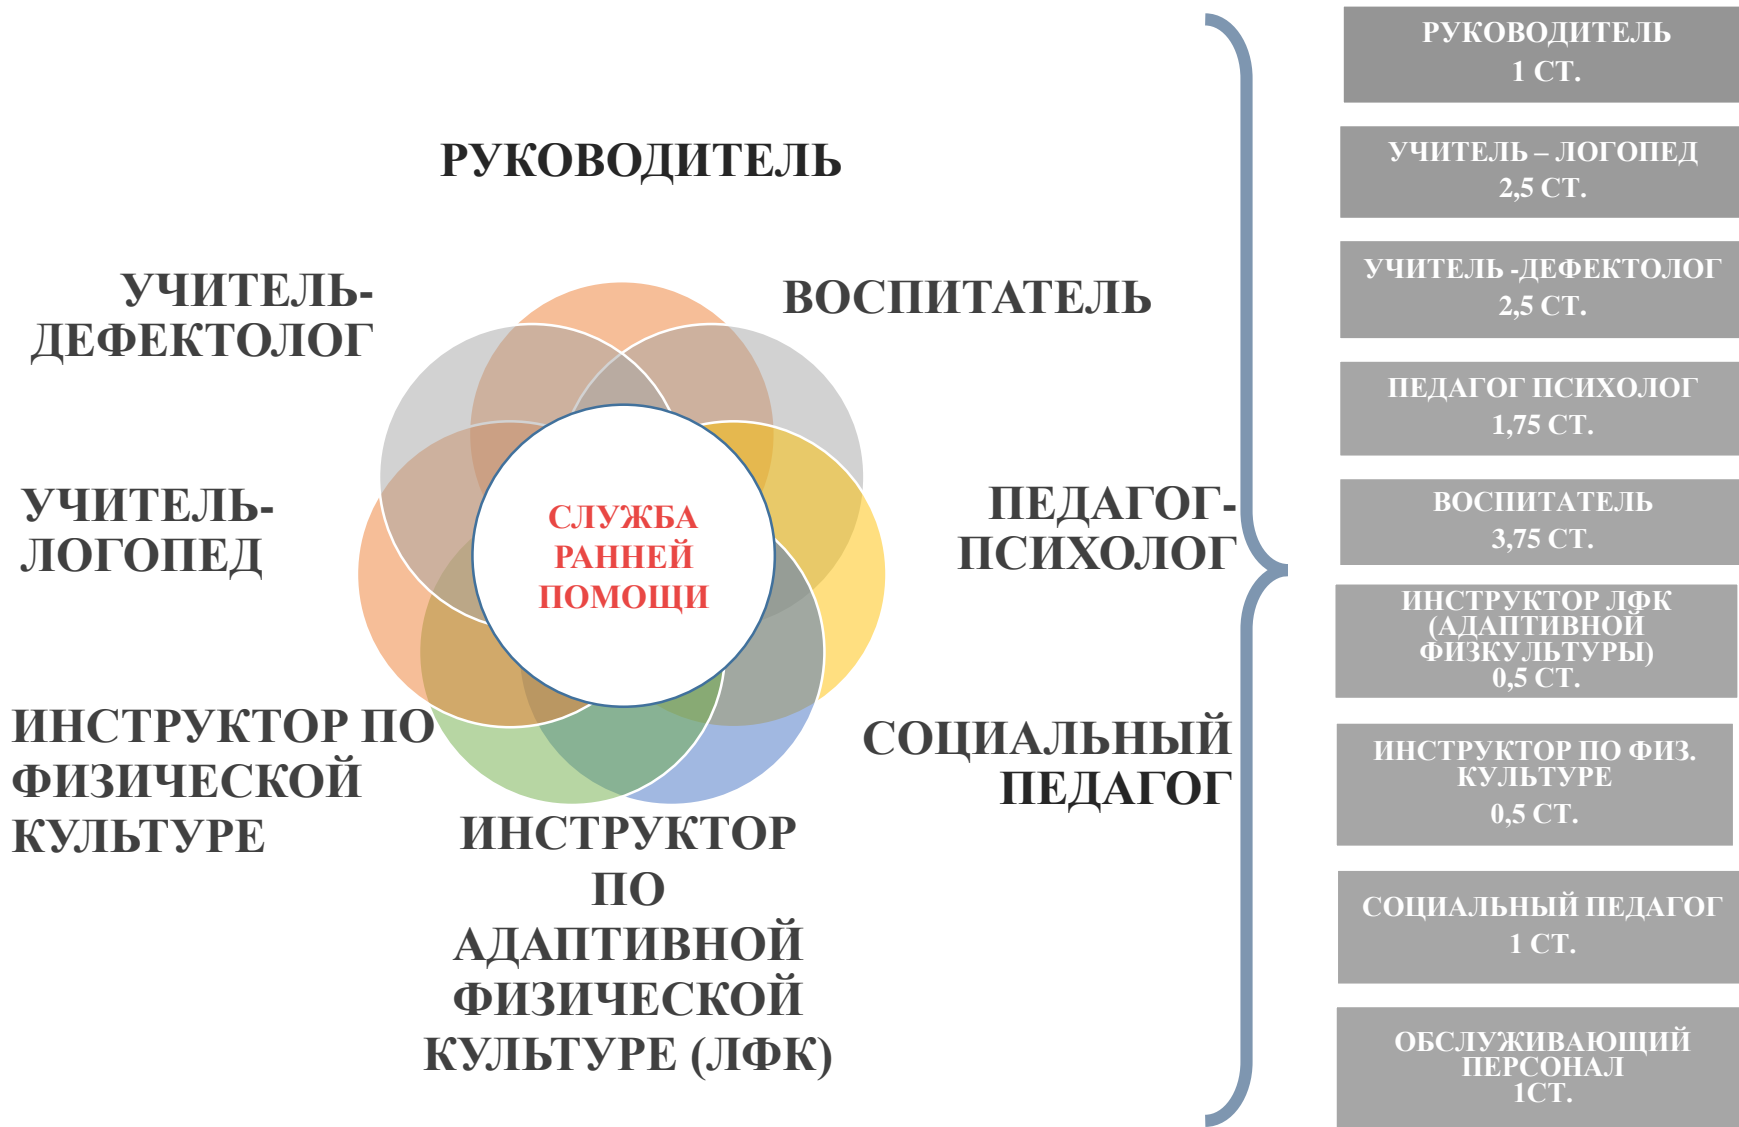 РУКОВОДИТЕЛЬ
УЧИТЕЛЬ-
ДЕФЕКТОЛОГ
ВОСПИТАТЕЛЬ
УЧИТЕЛЬ-
ЛОГОПЕД
СЛУЖБА
РАННЕЙ
ПОМОЩИ
ПЕДАГОГ-
ПСИХОЛОГ
ИНСТРУКТОР ПО
ФИЗИЧЕСКОЙ
КУЛЬТУРЕ
СОЦИАЛЬНЫЙ
ПЕДАГОГ
ИНСТРУКТОР
ПО
АДАПТИВНОЙ
ФИЗИЧЕСКОЙ
КУЛЬТУРЕ (ЛФК)
РУКОВОДИТЕЛЬ
1 СТ.
УЧИТЕЛЬ – ЛОГОПЕД
2,5 СТ.
УЧИТЕЛЬ -ДЕФЕКТОЛОГ
2,5 СТ.
ПЕДАГОГ ПСИХОЛОГ
1,75 СТ.
ВОСПИТАТЕЛЬ
3,75 СТ.
ИНСТРУКТОР ЛФК
(АДАПТИВНОЙ
ФИЗКУЛЬТУРЫ)
0,5 СТ.
ИНСТРУКТОР ПО ФИЗ.
КУЛЬТУРЕ
0,5 СТ.
СОЦИАЛЬНЫЙ ПЕДАГОГ
1 СТ.
ОБСЛУЖИВАЮЩИЙ
ПЕРСОНАЛ
1СТ.